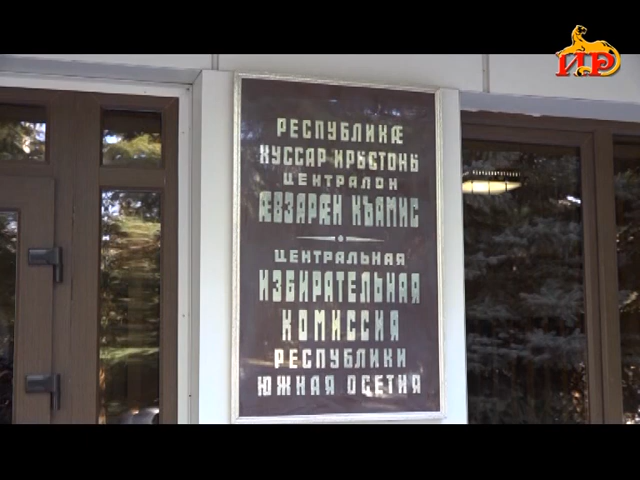 ИР
РЕСПУБЛИКӔ
ХУССАР ИРЫСТОНЫ
ЦЕНТРАЛОН
ӔВЗАРӔН КЪАМИС
ЦЕНТРАЛЬНАЯ
ИЗБИРАТЕЛЬНАЯ
КОМИССИЯ
РЕСПУБЛИКИ
ЮЖНАЯ ОСЕТИЯ